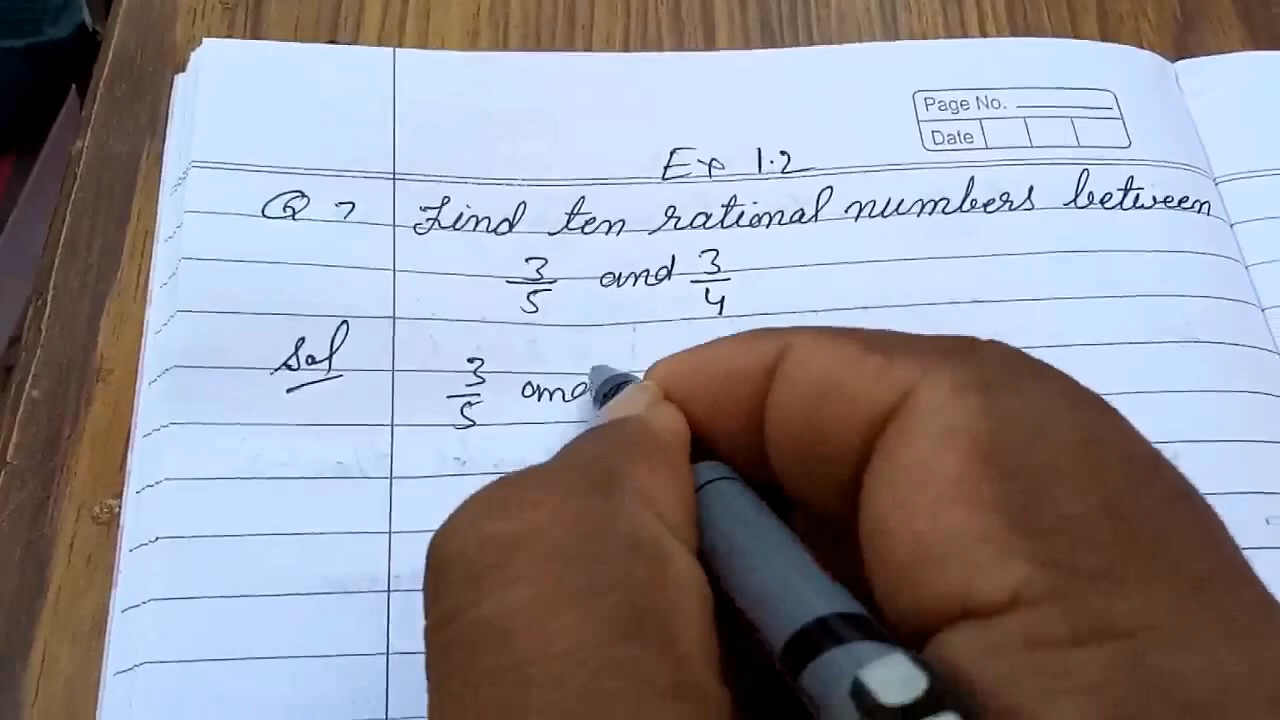 Page No.
Date
Ex 1.2
Q 7 Find ten rational numbers between
3/5 and 3/4
Sol 3/5 and